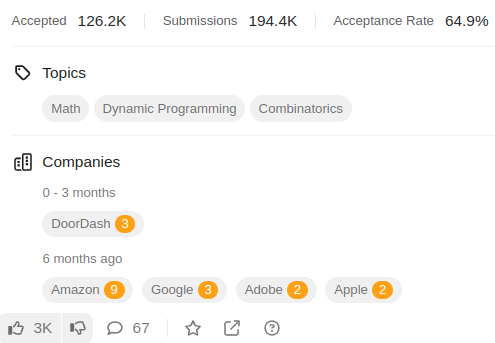 Accepted 126.2K Submissions 194.4K Acceptance Rate 64.9%
Topics
Math Dynamic Programming Combinatorics
Companies
0 - 3 months
DoorDash 3
6 months ago
Amazon 9 Google 3 Adobe 2 Apple 2
3K 67